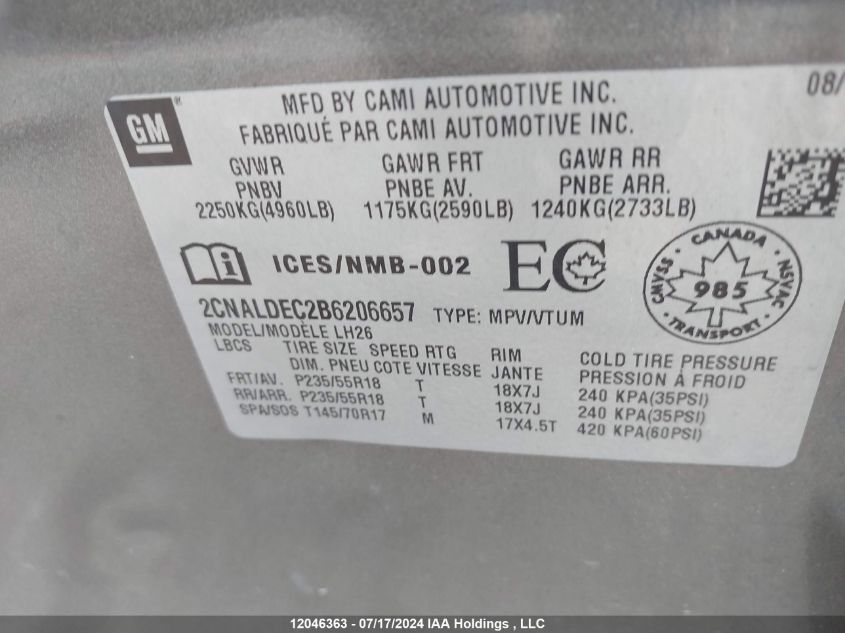 GM
MFD BY CAMI AUTOMOTIVE INC.
08/
FABRIQUÉ PAR CAMI AUTOMOTIVE INC.
GVWR GAWR FRT GAWR RR
PNBV PNBE AV. PNBE ARR.
2250KG(4960LB) 1175KG(2590LB) 1240KG(2733LB)
i ICES/NMB-002 EC
CANADA CMVSS NSVAC 985 TRANSPORT
2CNALDEC2B6206657 TYPE: MPV/VTUM
MODEL/MODÈLE LH26
LBCS TIRE SIZE SPEED RTG RIM COLD TIRE PRESSURE
DIM. PNEU COTE VITESSE JANTE PRESSION À FROID
FRT/AV. P235/55R18 T 18X7J 240 KPA(35PSI)
RR/ARR. P235/55R18 T 18X7J 240 KPA(35PSI)
SPA/SOS T145/70R17 M 17X4.5T 420 KPA(60PSI)
12046363 - 07/17/2024 IAA Holdings , LLC